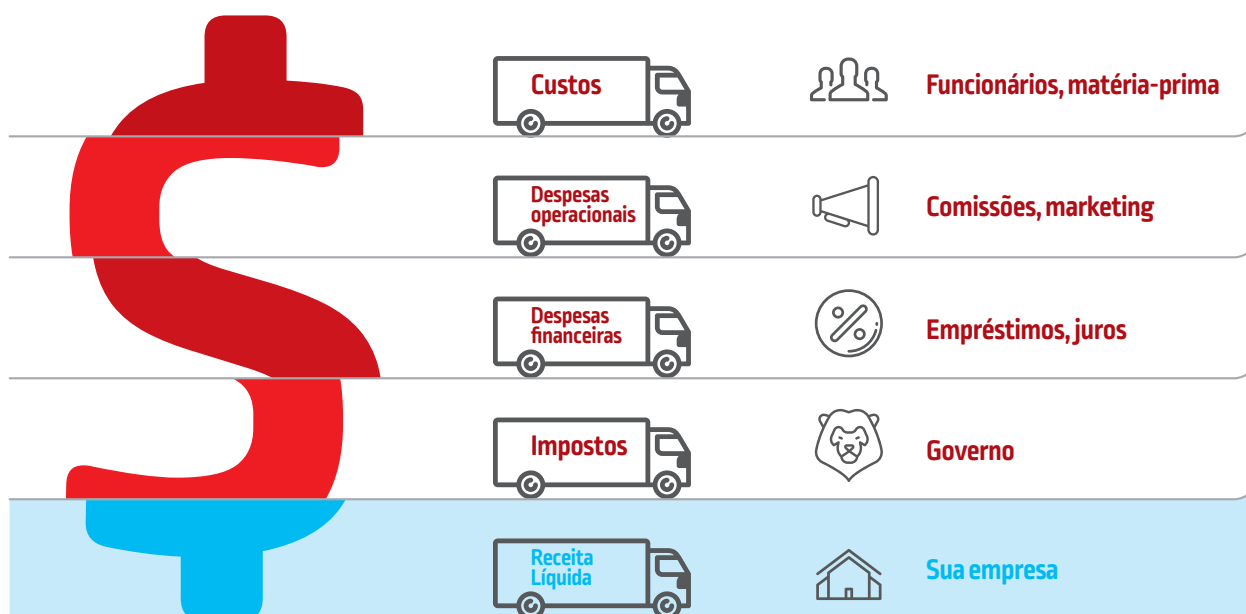 Custos
Funcionários, matéria-prima
Despesas
operacionais
Comissões, marketing
Despesas
financeiras
Empréstimos, juros
Impostos
Governo
Receita
Líquida
Sua empresa